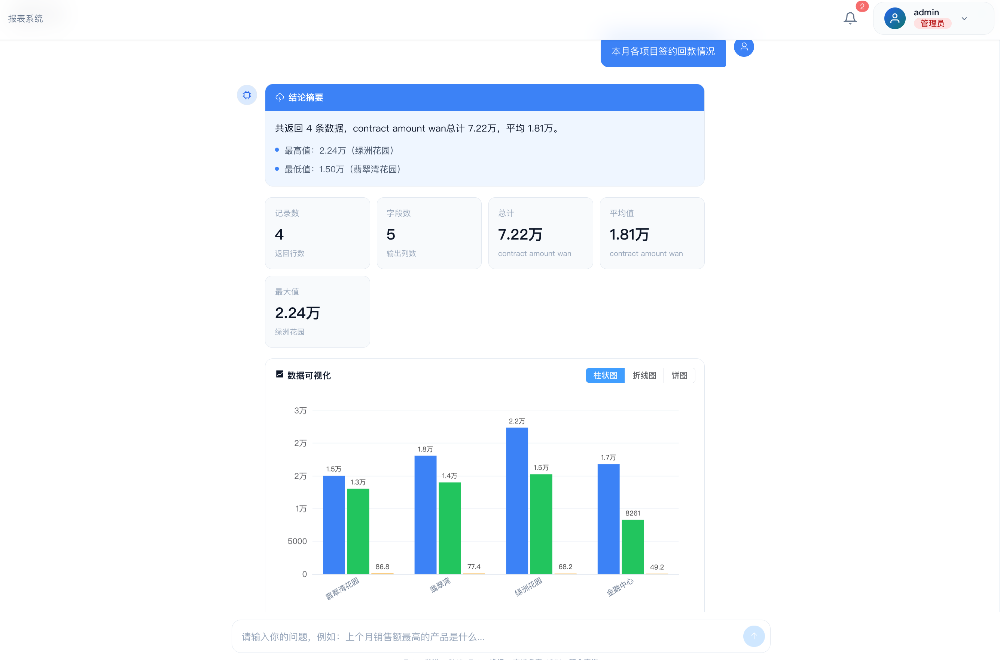 报表系统
2
admin
管理员
本月各项目签约回款情况
结论摘要
共返回 4 条数据，contract amount wan总计 7.22万，平均 1.81万。
最高值：2.24万（绿洲花园）
最低值：1.50万（翡翠湾花园）
记录数
4
返回行数
字段数
5
输出列数
总计
7.22万
contract amount wan
平均值
1.81万
contract amount wan
最大值
2.24万
绿洲花园
数据可视化
柱状图
折线图
饼图
3万
2万
2万
1万
5000
0
1.5万
1.3万
86.8
1.8万
1.4万
77.4
2.2万
1.5万
68.2
1.7万
8261
49.2
翡翠湾花园
翡翠湾
绿洲花园
金融中心
请输入你的问题，例如：上个月销售额最高的产品是什么...